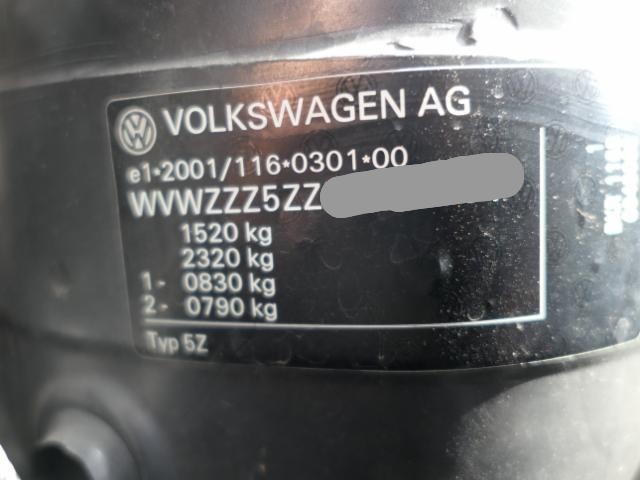 VOLKSWAGEN AG
e1*2001/116*0301*00
WVWZZZ5ZZ
1520 kg
2320 kg
1- 0830 kg
2- 0790 kg
Typ 5Z